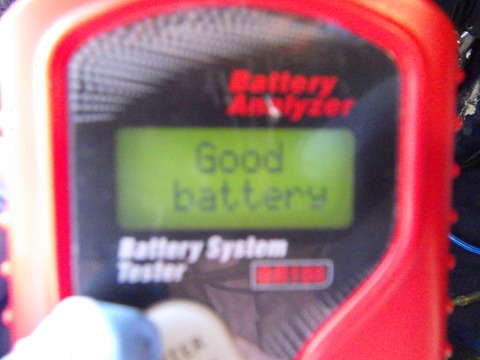 Battery
Analyzer
Good
battery
Battery System
Tester